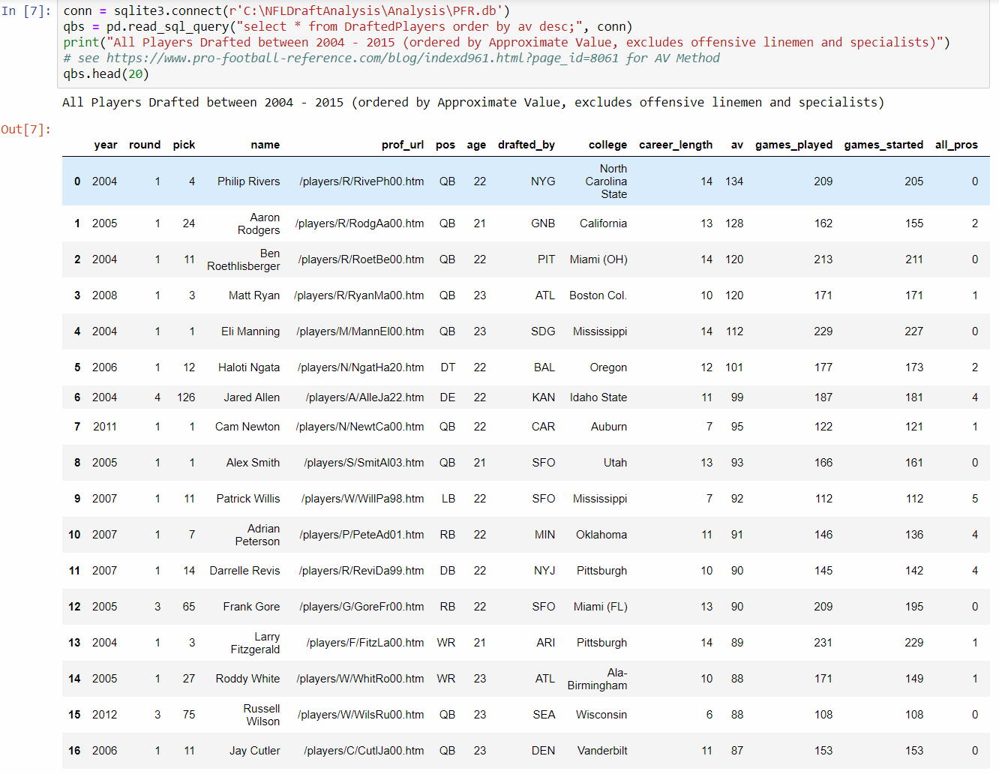 In [7]: conn = sqlite3.connect(r'C:\NFLDraftAnalysis\Analysis\PFR.db')
qbs = pd.read_sql_query("select * from DraftedPlayers order by av desc;", conn)
print("All Players Drafted between 2004 - 2015 (ordered by Approximate Value, excludes offensive linemen and specialists)")
# see https://www.pro-football-reference.com/blog/indexd961.html?page_id=8061 for AV Method
qbs.head(20)
All Players Drafted between 2004 - 2015 (ordered by Approximate Value, excludes offensive linemen and specialists)
Out[7]:
year round pick name prof_url pos age drafted_by college career_length av games_played games_started all_pros
0 2004 1 4 Philip Rivers /players/R/RivePh00.htm QB 22 NYG North Carolina State 14 134 209 205 0
1 2005 1 24 Aaron Rodgers /players/R/RodgAa00.htm QB 21 GNB California 13 128 162 155 2
2 2004 1 11 Ben Roethlisberger /players/R/RoetBe00.htm QB 22 PIT Miami (OH) 14 120 213 211 0
3 2008 1 3 Matt Ryan /players/R/RyanMa00.htm QB 23 ATL Boston Col. 10 120 171 171 1
4 2004 1 1 Eli Manning /players/M/MannEl00.htm QB 23 SDG Mississippi 14 112 229 227 0
5 2006 1 12 Haloti Ngata /players/N/NgatHa20.htm DT 22 BAL Oregon 12 101 177 173 2
6 2004 4 126 Jared Allen /players/A/AlleJa22.htm DE 22 KAN Idaho State 11 99 187 181 4
7 2011 1 1 Cam Newton /players/N/NewtCa00.htm QB 22 CAR Auburn 7 95 122 121 1
8 2005 1 1 Alex Smith /players/S/SmitAl03.htm QB 21 SFO Utah 13 93 166 161 0
9 2007 1 11 Patrick Willis /players/W/WillPa98.htm LB 22 SFO Mississippi 7 92 112 112 5
10 2007 1 7 Adrian Peterson /players/P/PeteAd01.htm RB 22 MIN Oklahoma 11 91 146 136 4
11 2007 1 14 Darrelle Revis /players/R/ReviDa99.htm DB 22 NYJ Pittsburgh 10 90 145 142 4
12 2005 3 65 Frank Gore /players/G/GoreFr00.htm RB 22 SFO Miami (FL) 13 90 209 195 0
13 2004 1 3 Larry Fitzgerald /players/F/FitzLa00.htm WR 21 ARI Pittsburgh 14 89 231 229 1
14 2005 1 27 Roddy White /players/W/WhitRo00.htm WR 23 ATL Ala-Birmingham 10 88 171 149 1
15 2012 3 75 Russell Wilson /players/W/WilsRu00.htm QB 23 SEA Wisconsin 6 88 108 108 0
16 2006 1 11 Jay Cutler /players/C/CutlJa00.htm QB 23 DEN Vanderbilt 11 87 153 153 0